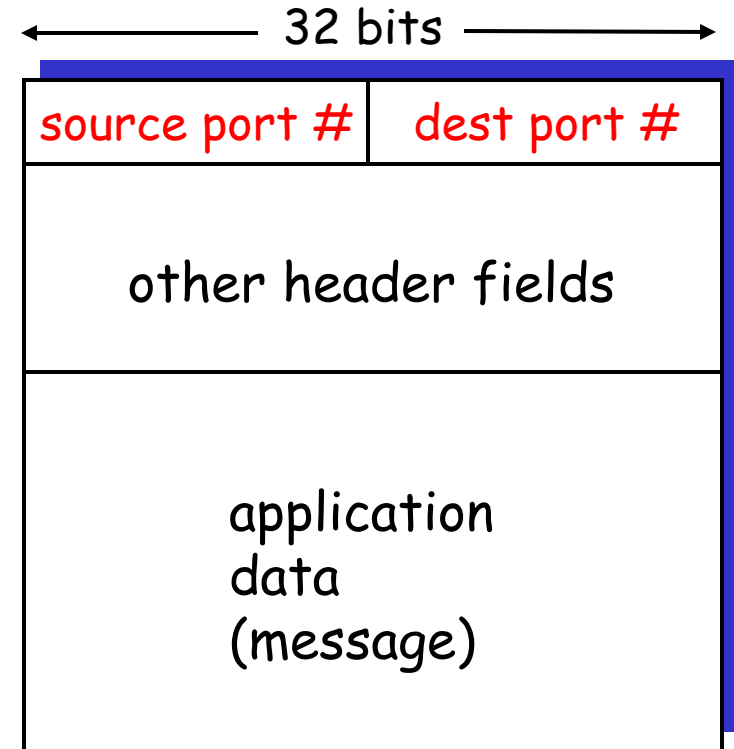 32 bits
source port # dest port #
other header fields
application
data
(message)